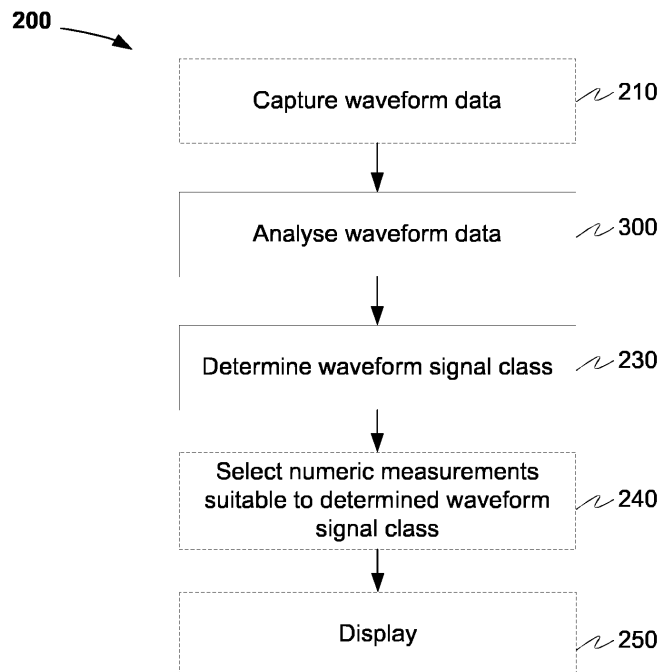 200
Capture waveform data
210
Analyse waveform data
300
Determine waveform signal class
230
Select numeric measurements
suitable to determined waveform
signal class
240
Display
250